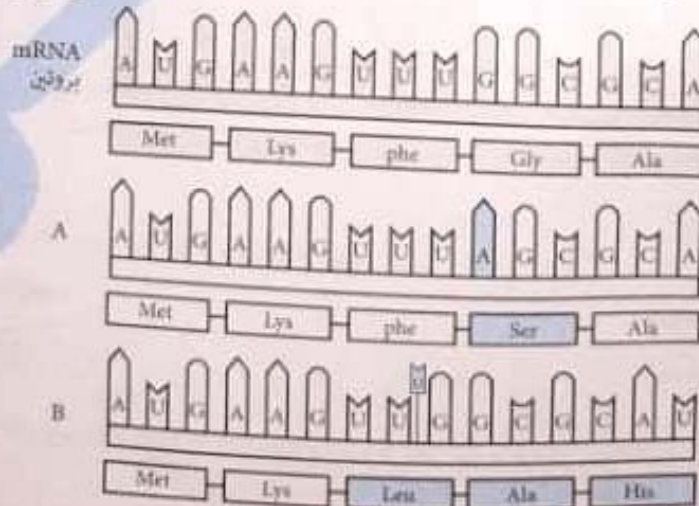 mRNA
پروتئین
A U G A A G U U U G G C G C A
Met Lys phe Gly Ala
A
A U G A A G U U U A G C G C A
Met Lys phe Ser Ala
B
U
A U G A A G U U G G C G C A U
Met Lys Leu Ala His